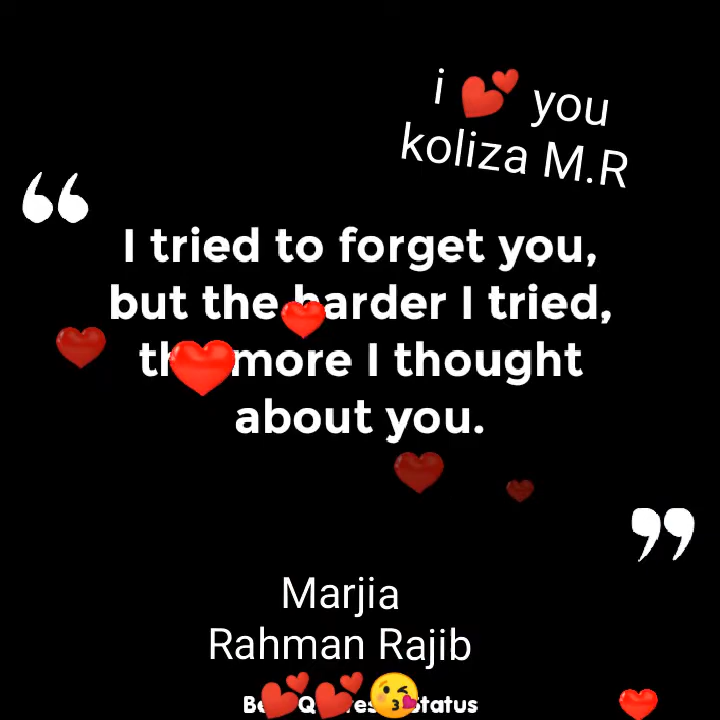 i 💕 you
koliza M.R
“
I tried to forget you,
but the harder I tried,
the more I thought
about you.
”
Marjia
Rahman Rajib
💕💕😘